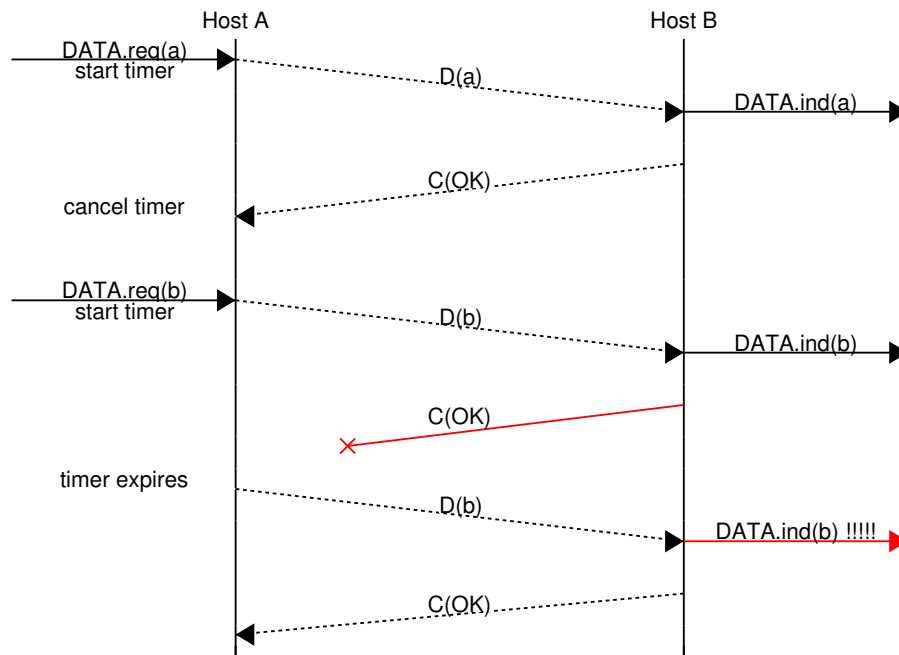 Host A
Host B
DATA.req(a)
start timer
D(a)
DATA.ind(a)
C(OK)
cancel timer
DATA.req(b)
start timer
D(b)
DATA.ind(b)
C(OK)
timer expires
D(b)
DATA.ind(b) !!!!!
C(OK)